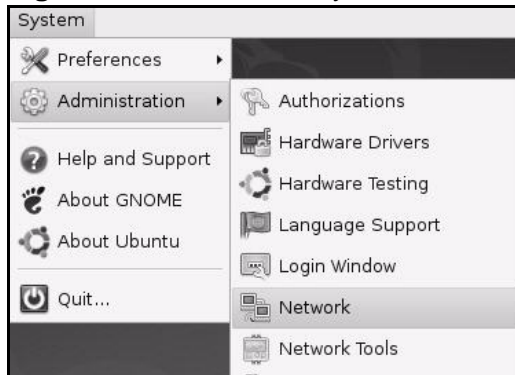 System
Preferences
Administration
Help and Support
About GNOME
About Ubuntu
Quit...
Authorizations
Hardware Drivers
Hardware Testing
Language Support
Login Window
Network
Network Tools